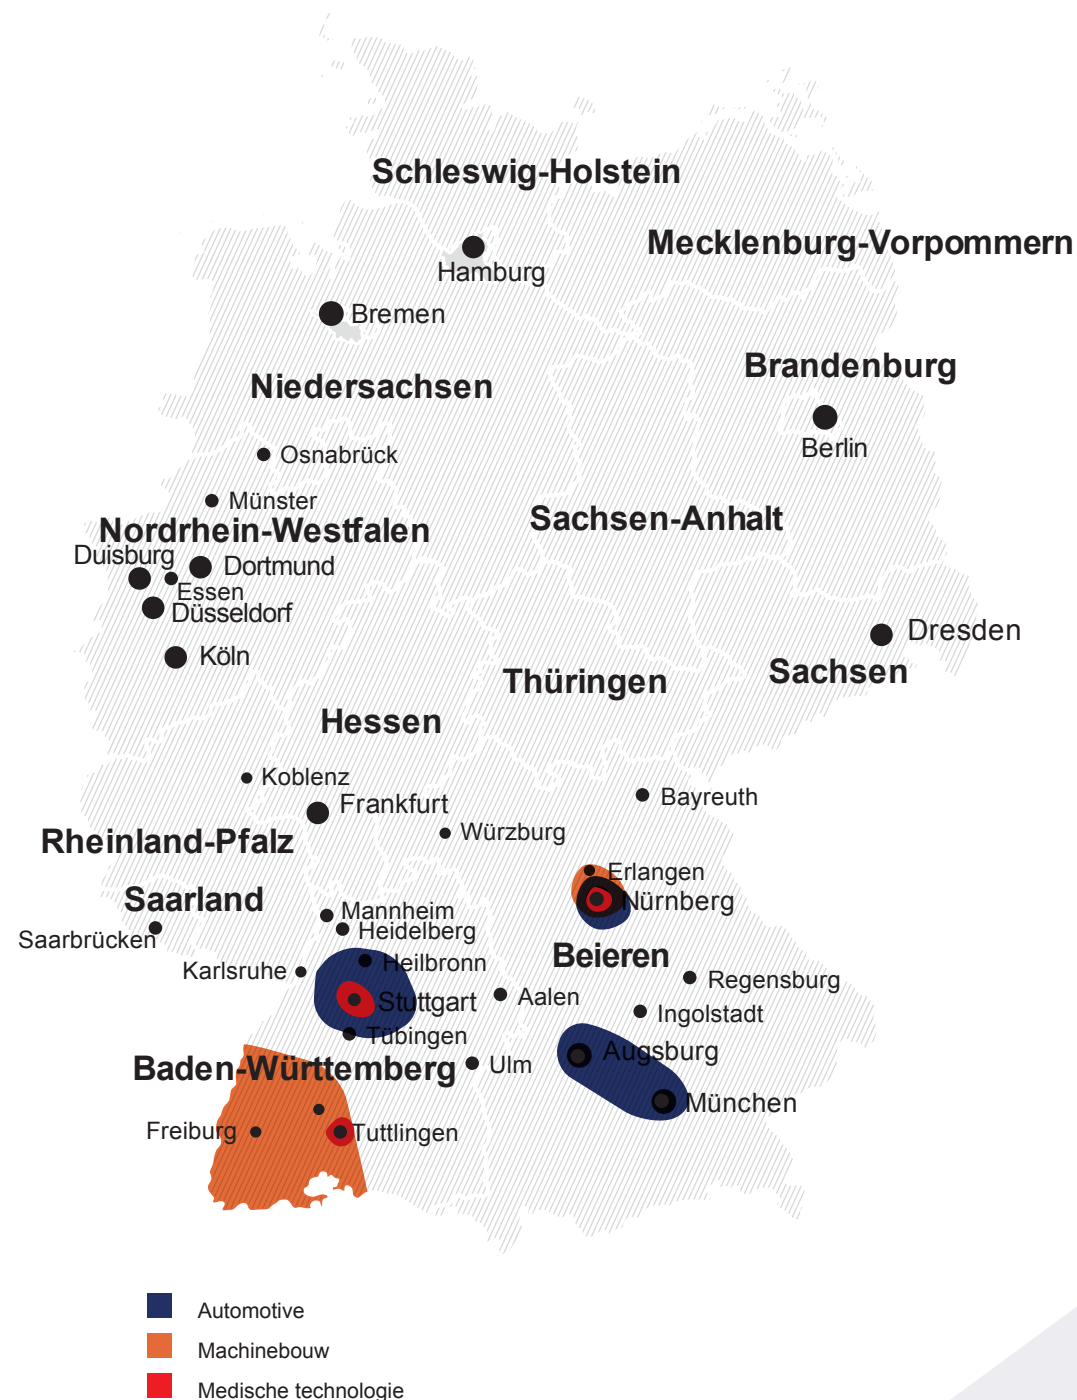 Schleswig-Holstein
Mecklenburg-Vorpommern
Hamburg
Bremen
Brandenburg
Niedersachsen
Berlin
Osnabrück
Münster
Sachsen-Anhalt
Nordrhein-Westfalen
Duisburg
Dortmund
Essen
Düsseldorf
Dresden
Köln
Sachsen
Thüringen
Hessen
Koblenz
Bayreuth
Frankfurt
Würzburg
Rheinland-Pfalz
Erlangen
Saarland
Nürnberg
Mannheim
Heidelberg
Saarbrücken
Beieren
Heilbronn
Karlsruhe
Regensburg
Aalen
Stuttgart
Ingolstadt
Tübingen
Augsburg
Ulm
Baden-Württemberg
München
Freiburg
Tuttlingen
Automotive
Machinebouw
Medische technologie